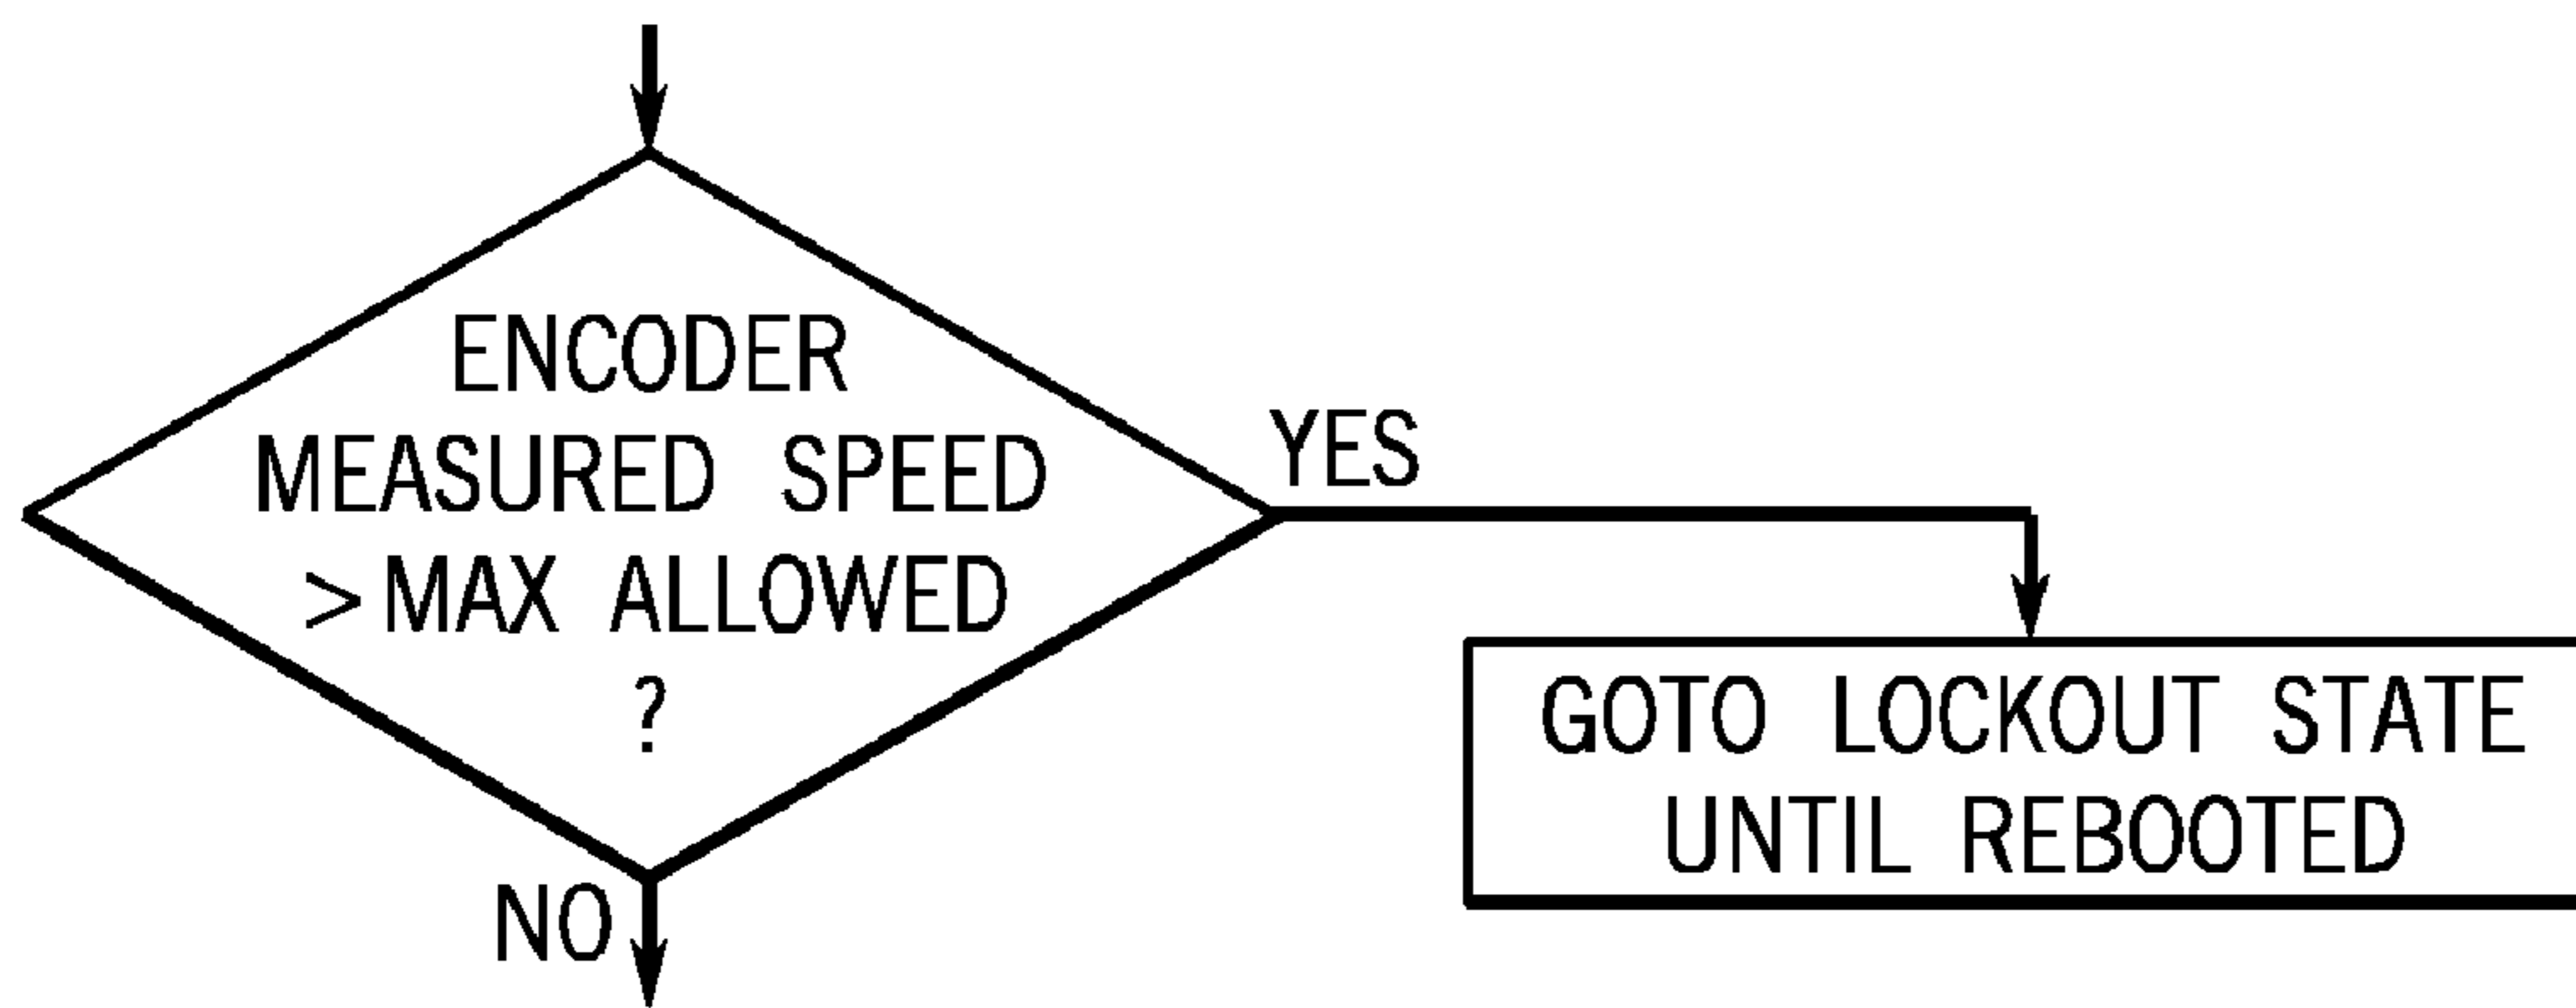 ENCODER
MEASURED SPEED
> MAX ALLOWED
?
YES
GOTO LOCKOUT STATE
UNTIL REBOOTED
NO